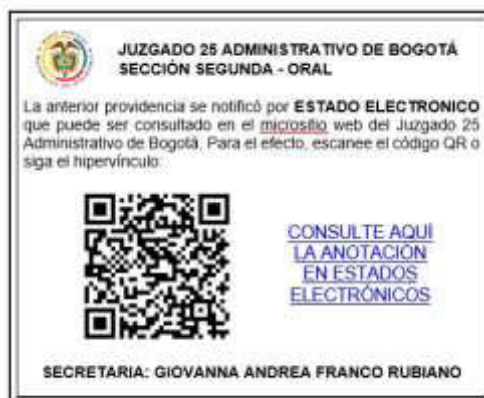 JUZGADO 25 ADMINISTRATIVO DE BOGOTÁ
SECCIÓN SEGUNDA - ORAL
La anterior providencia se notificó por ESTADO ELECTRONICO
que puede ser consultado en el micrositio web del Juzgado 25
Administrativo de Bogotá. Para el efecto, escanee el código QR o
siga el hipervínculo:
CONSULTE AQUÍ
LA ANOTACIÓN
EN ESTADOS
ELECTRÓNICOS
SECRETARIA: GIOVANNA ANDREA FRANCO RUBIANO